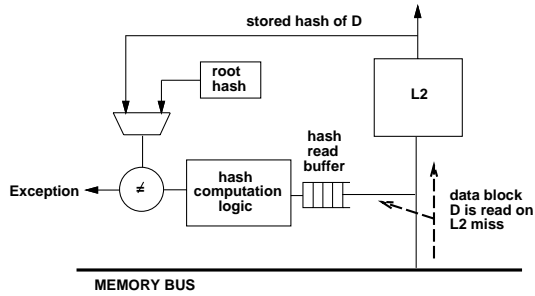 stored hash of D
root
hash
L2
hash
read
buffer
hash
computation
logic
≠
Exception
data block
D is read on
L2 miss
MEMORY BUS